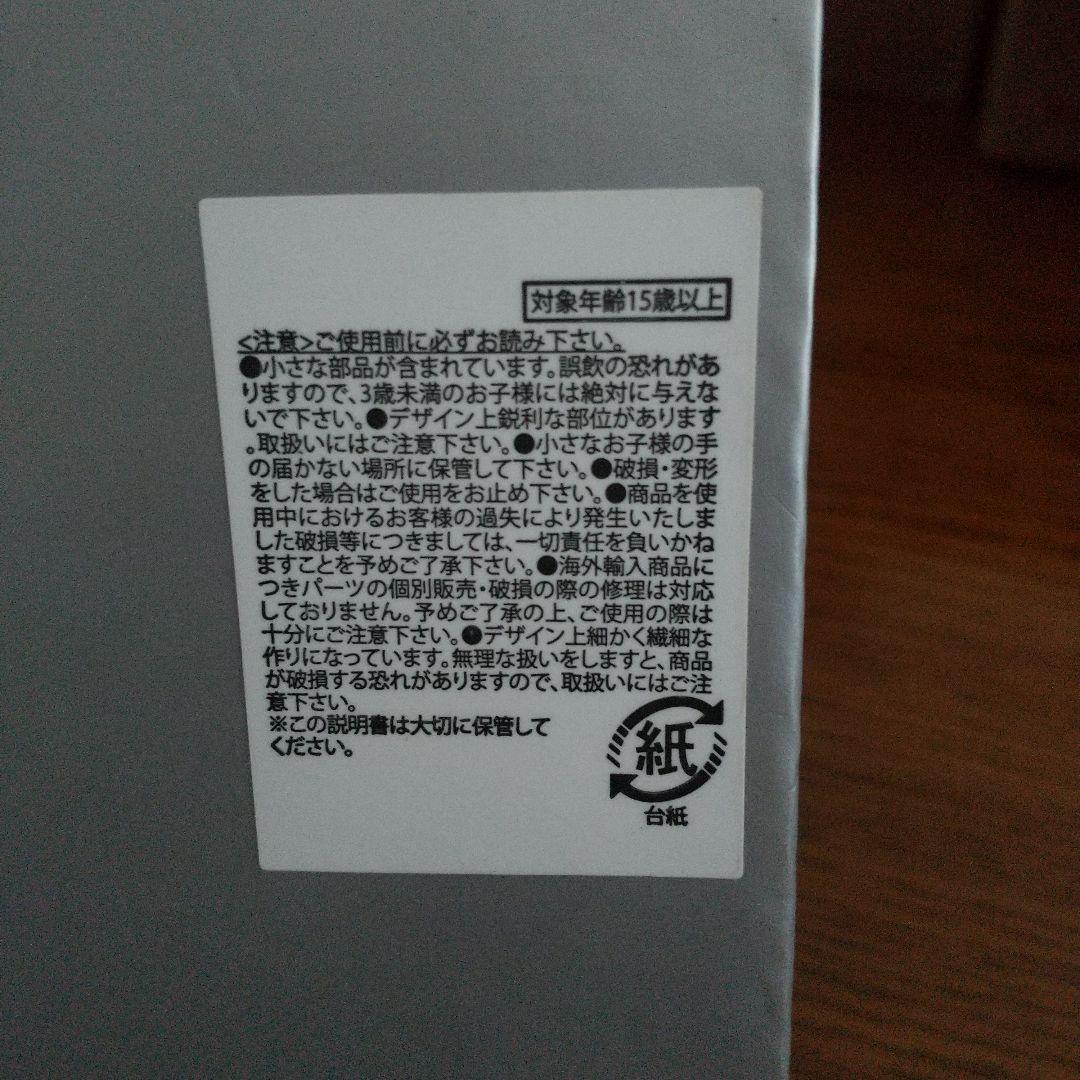 対象年齢15歳以上
<注意>ご使用前に必ずお読み下さい。
●小さな部品が含まれています。誤飲の恐れがあ
りますので、3歳未満のお子様には絶対に与えな
いで下さい。●デザイン上鋭利な部位があります
。取扱いにはご注意下さい。●小さなお子様の手
の届かない場所に保管して下さい。●破損・変形
をした場合はご使用をお止め下さい。●商品を使
用中におけるお客様の過失により発生いたしま
した破損等につきましては、一切責任を負いかね
ますことを予めご了承下さい。●海外輸入商品に
つきパーツの個別販売・破損の際の修理は対応
しておりません。予めご了承の上、ご使用の際は
十分にご注意下さい。●デザイン上細かく繊細な
作りになっています。無理な扱いをしますと、商品
が破損する恐れがありますので、取扱いにはご注
意下さい。
※この説明書は大切に保管して
ください。
紙
台紙